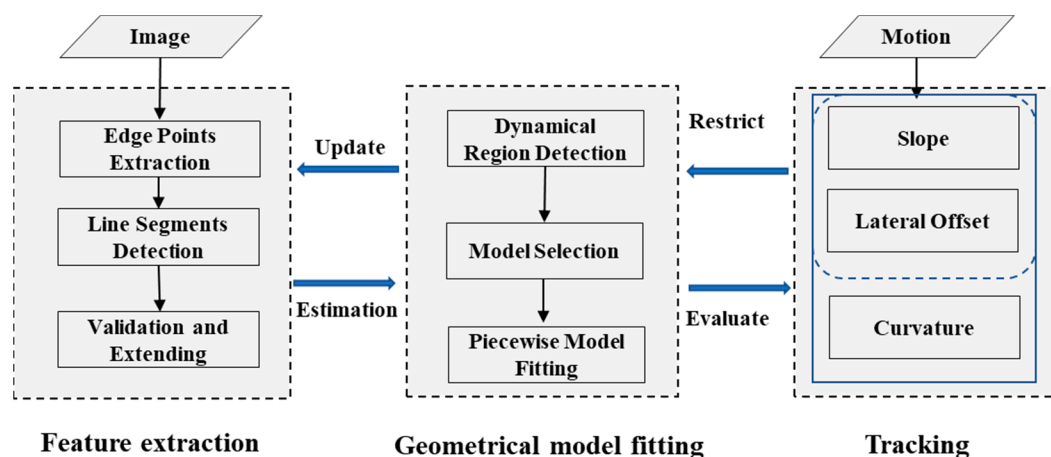 Image
Edge Points
Extraction
Line Segments
Detection
Validation and
Extending
Feature extraction
Update
Estimation
Dynamical
Region Detection
Model Selection
Piecewise Model
Fitting
Geometrical model fitting
Restrict
Evaluate
Motion
Slope
Lateral Offset
Curvature
Tracking